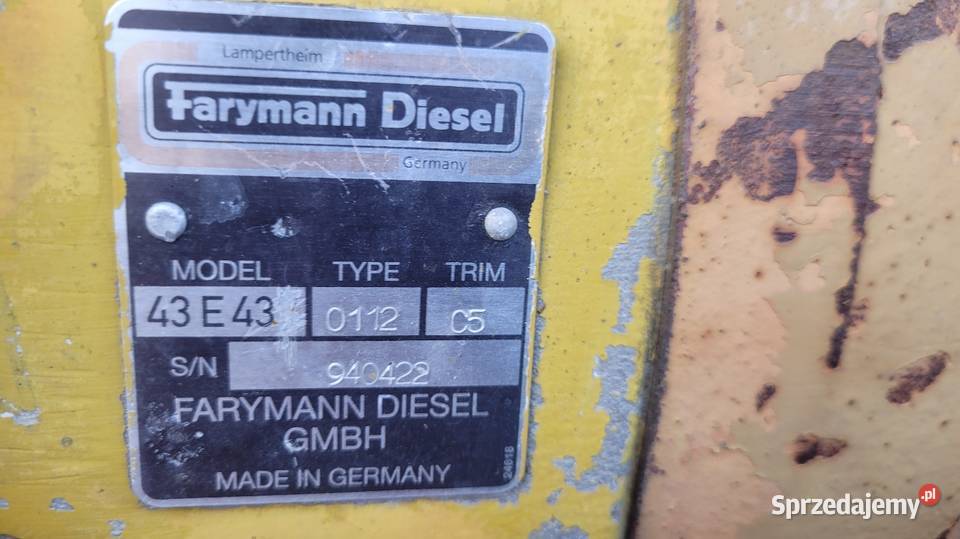 Lampertheim
Farymann Diesel
Germany
MODEL TYPE TRIM
43 E 43 0112 C5
S/N 940422
FARYMANN DIESEL
GMBH
MADE IN GERMANY
24818
Sprzedajemy.pl